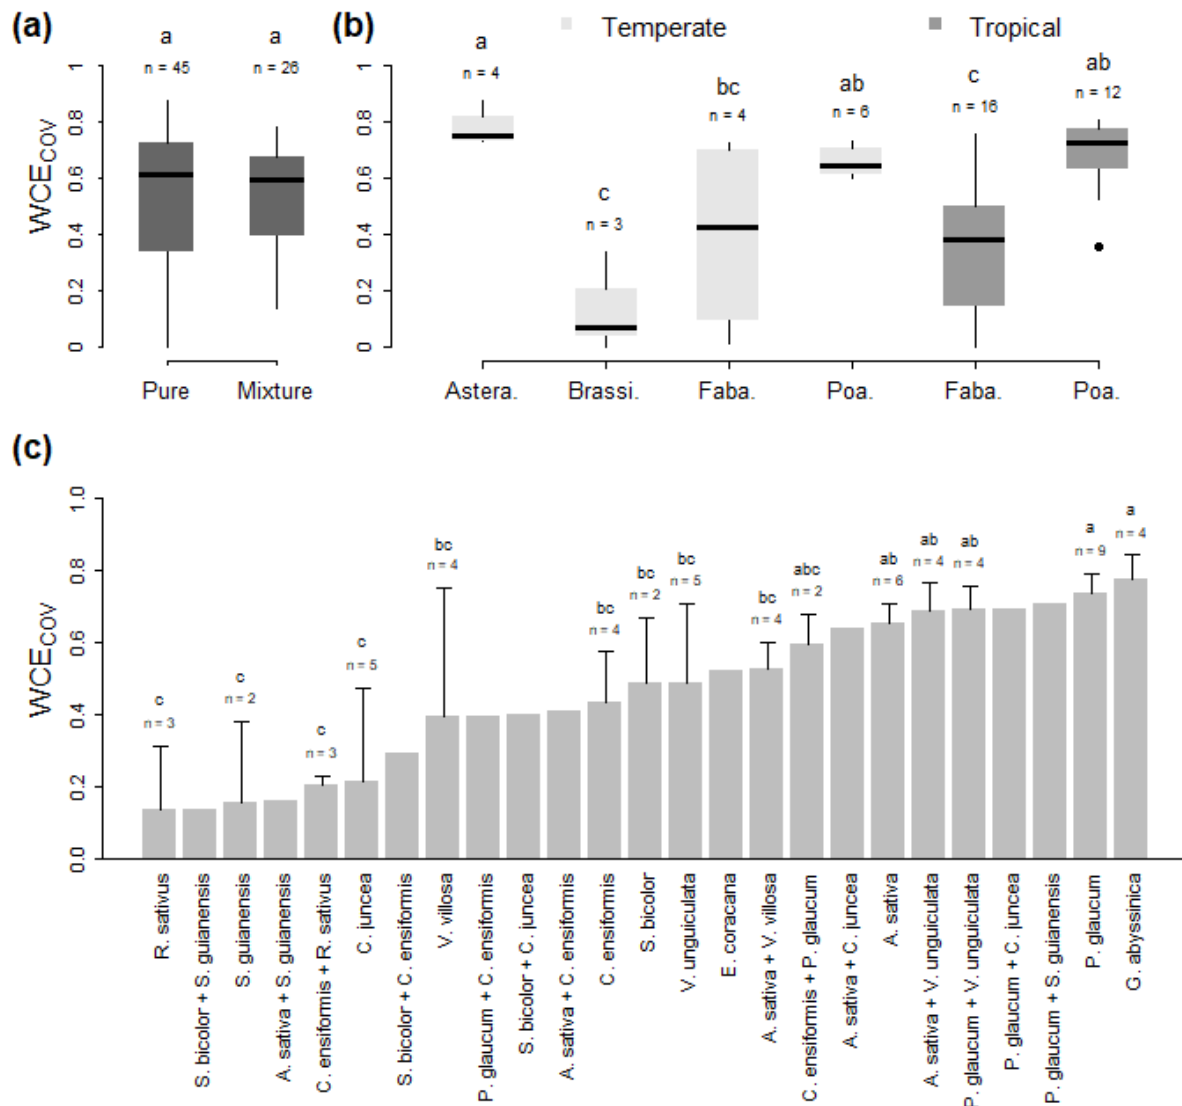 (a)
(b)
Temperate
Tropical
a
n = 45
a
n = 26
a
n = 4
c
n = 3
bc
n = 4
ab
n = 6
c
n = 16
ab
n = 12
WCECOV
1
0.8
0.6
0.4
0.2
0
1
0.8
0.6
0.4
0.2
0
Pure
Mixture
Astera.
Brassi.
Faba.
Poa.
Faba.
Poa.
(c)
WCECOV
1.0
0.8
0.6
0.4
0.2
0.0
c
n = 3
c
n = 2
c
n = 3
c
n = 5
bc
n = 4
bc
n = 4
bc
n = 2
bc
n = 5
bc
n = 4
abc
n = 2
ab
n = 6
ab
n = 4
ab
n = 4
a
n = 9
a
n = 4
R. sativus
S. bicolor + S. guianensis
S. guianensis
A. sativa + S. guianensis
C. ensiformis + R. sativus
C. juncea
S. bicolor + C. ensiformis
V. villosa
P. glaucum + C. ensiformis
S. bicolor + C. juncea
A. sativa + C. ensiformis
C. ensiformis
S. bicolor
V. unguiculata
E. coracana
A. sativa + V. villosa
C. ensiformis + P. glaucum
A. sativa + C. juncea
A. sativa
A. sativa + V. unguiculata
P. glaucum + V. unguiculata
P. glaucum + C. juncea
P. glaucum + S. guianensis
P. glaucum
G. abyssinica